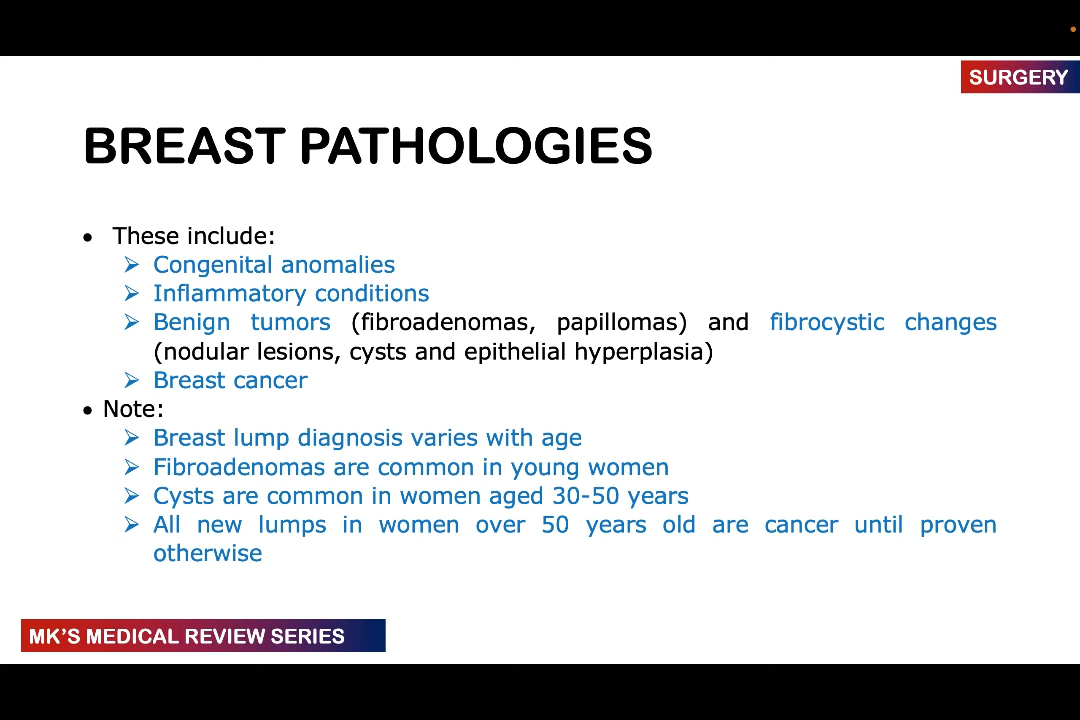 SURGERY
BREAST PATHOLOGIES
• These include:
➢ Congenital anomalies
➢ Inflammatory conditions
➢ Benign tumors (fibroadenomas, papillomas) and fibrocystic changes
(nodular lesions, cysts and epithelial hyperplasia)
➢ Breast cancer
• Note:
➢ Breast lump diagnosis varies with age
➢ Fibroadenomas are common in young women
➢ Cysts are common in women aged 30-50 years
➢ All new lumps in women over 50 years old are cancer until proven
otherwise
MK’S MEDICAL REVIEW SERIES